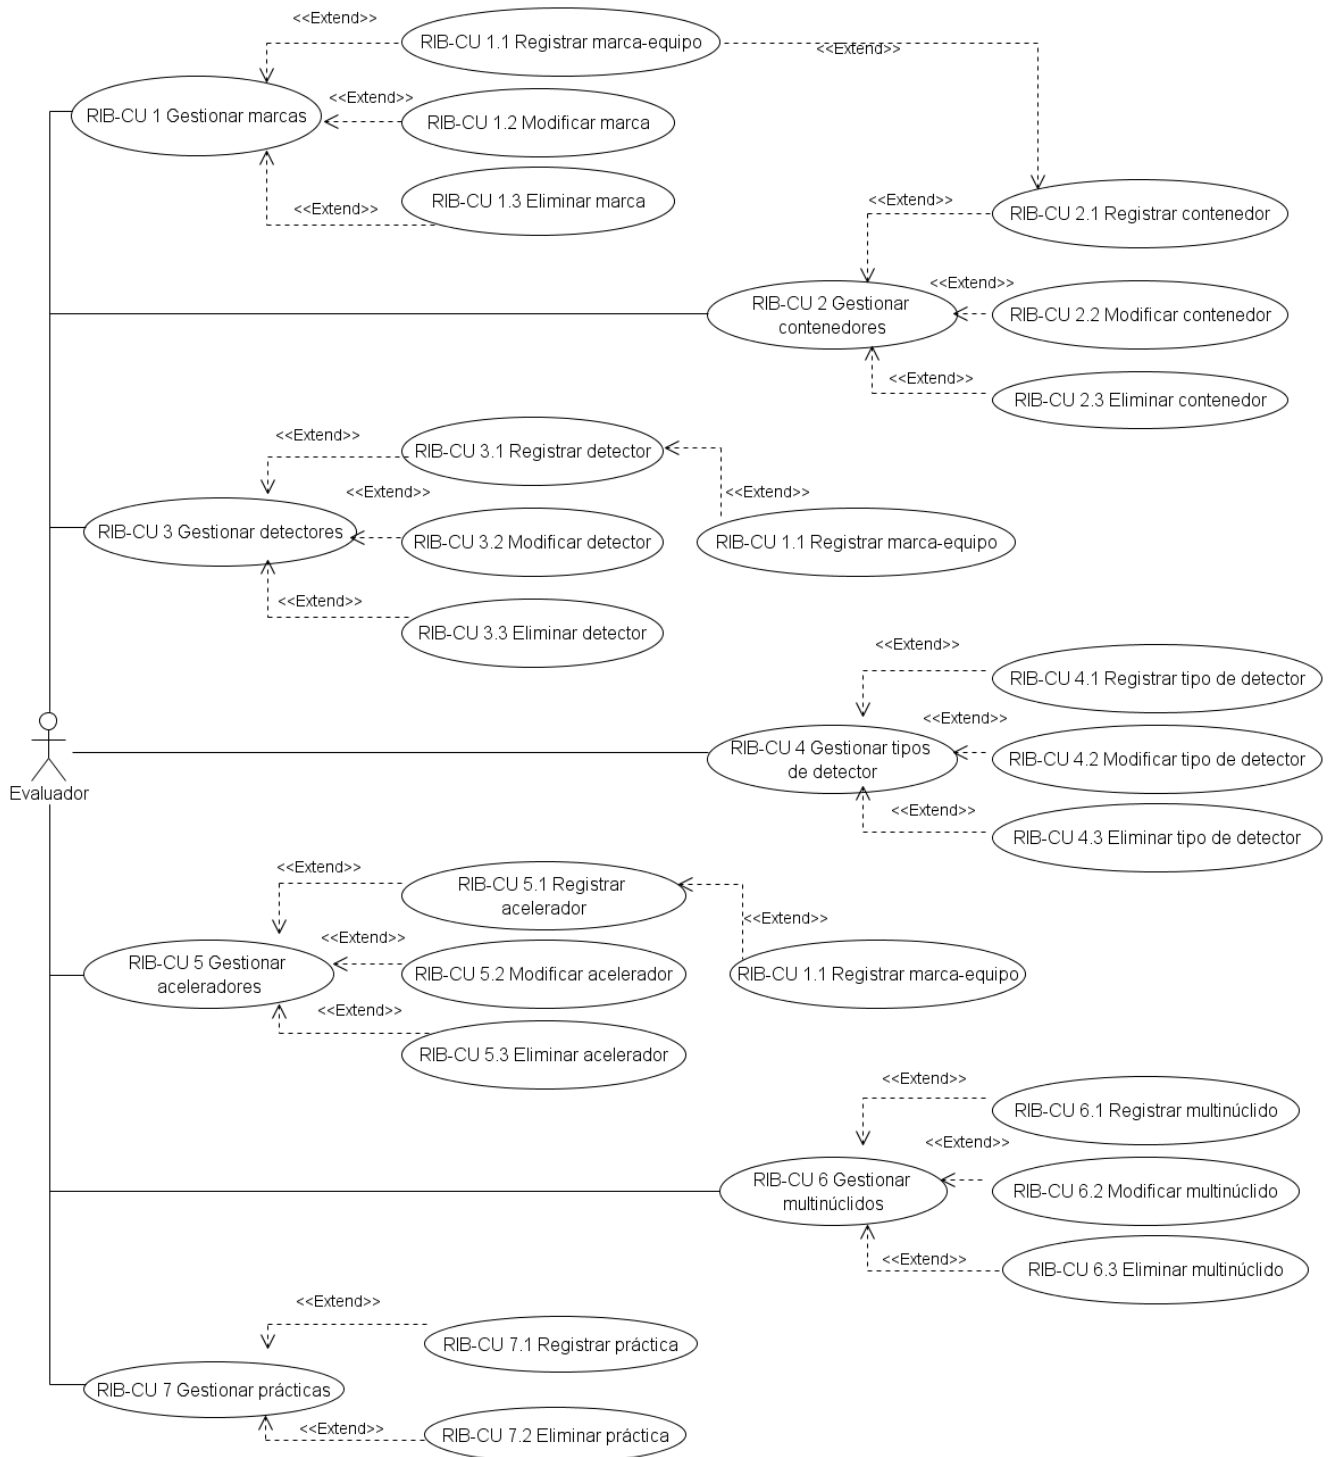 <<Extend>>
RIB-CU 1.1 Registrar marca-equipo
<<Extend>>
<<Extend>>
RIB-CU 1 Gestionar marcas
RIB-CU 1.2 Modificar marca
RIB-CU 1.3 Eliminar marca
<<Extend>>
<<Extend>>
RIB-CU 2.1 Registrar contenedor
<<Extend>>
RIB-CU 2 Gestionar
contenedores
RIB-CU 2.2 Modificar contenedor
<<Extend>>
RIB-CU 2.3 Eliminar contenedor
<<Extend>>
RIB-CU 3.1 Registrar detector
<<Extend>>
<<Extend>>
RIB-CU 3 Gestionar detectores
RIB-CU 3.2 Modificar detector
RIB-CU 1.1 Registrar marca-equipo
<<Extend>>
RIB-CU 3.3 Eliminar detector
<<Extend>>
RIB-CU 4.1 Registrar tipo de detector
<<Extend>>
RIB-CU 4 Gestionar tipos
de detector
RIB-CU 4.2 Modificar tipo de detector
Evaluador
<<Extend>>
RIB-CU 4.3 Eliminar tipo de detector
<<Extend>>
RIB-CU 5.1 Registrar
acelerador
<<Extend>>
<<Extend>>
RIB-CU 5 Gestionar
aceleradores
RIB-CU 5.2 Modificar acelerador
RIB-CU 1.1 Registrar marca-equipo
<<Extend>>
RIB-CU 5.3 Eliminar acelerador
<<Extend>>
RIB-CU 6.1 Registrar multinúclido
<<Extend>>
RIB-CU 6 Gestionar
multinúclidos
RIB-CU 6.2 Modificar multinúclido
<<Extend>>
RIB-CU 6.3 Eliminar multinúclido
<<Extend>>
RIB-CU 7.1 Registrar práctica
RIB-CU 7 Gestionar prácticas
<<Extend>>
RIB-CU 7.2 Eliminar práctica